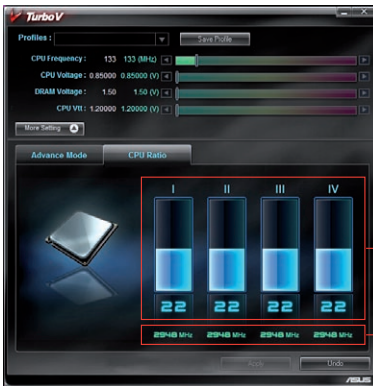 TurboV
Profiles :
Save Profile
CPU Frequency : 133 133 (MHz)
CPU Voltage : 0.85000 0.85000 (V)
DRAM Voltage : 1.50 1.50 (V)
CPU Vtt : 1.20000 1.20000 (V)
More Setting
Advance Mode CPU Ratio
I II III IV
22 22 22 22
2948 MHz 2948 MHz 2948 MHz 2948 MHz
Apply Undo
ASUS